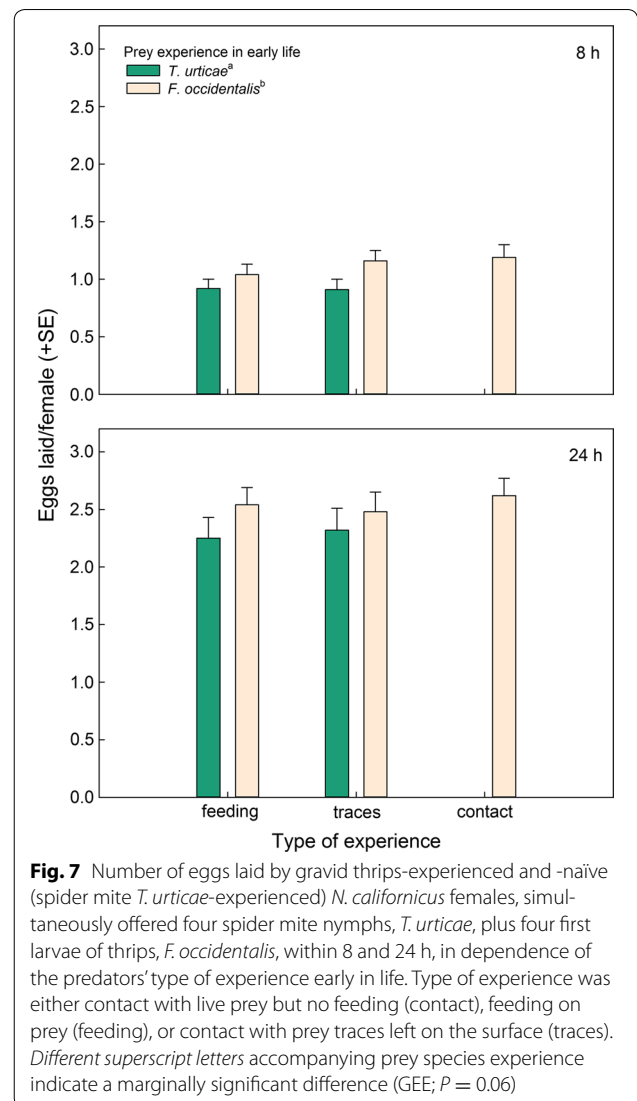 3.0
Prey experience in early life
8 h
T. urticaeᵃ
F. occidentalisᵇ
2.5
2.0
1.5
1.0
0.5
0.0
Eggs laid/female (+SE)
3.0
24 h
2.5
2.0
1.5
1.0
0.5
0.0
feeding traces contact
Type of experience
Fig. 7 Number of eggs laid by gravid thrips-experienced and -naïve
(spider mite T. urticae-experienced) N. californicus females, simul-
taneously offered four spider mite nymphs, T. urticae, plus four first
larvae of thrips, F. occidentalis, within 8 and 24 h, in dependence of
the predators' type of experience early in life. Type of experience was
either contact with live prey but no feeding (contact), feeding on
prey (feeding), or contact with prey traces left on the surface (traces).
Different superscript letters accompanying prey species experience
indicate a marginally significant difference (GEE; P = 0.06)